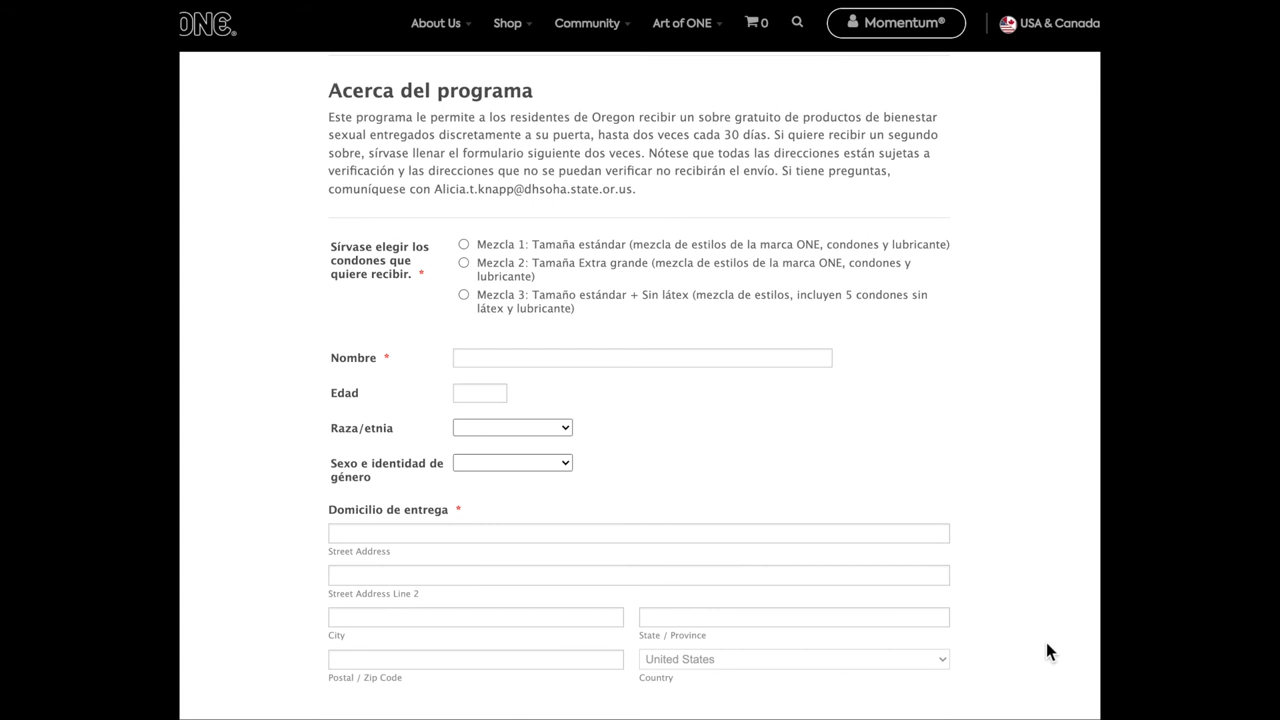 ONE®
About Us
Shop
Community
Art of ONE
0
Momentum®
USA & Canada
Acerca del programa
Este programa le permite a los residentes de Oregon recibir un sobre gratuito de productos de bienestar
sexual entregados discretamente a su puerta, hasta dos veces cada 30 días. Si quiere recibir un segundo
sobre, sírvase llenar el formulario siguiente dos veces. Nótese que todas las direcciones están sujetas a
verificación y las direcciones que no se puedan verificar no recibirán el envío. Si tiene preguntas,
comuníquese con Alicia.t.knapp@dhsoha.state.or.us.
Sírvase elegir los
condones que
quiere recibir. *
Mezcla 1: Tamaña estándar (mezcla de estilos de la marca ONE, condones y lubricante)
Mezcla 2: Tamaña Extra grande (mezcla de estilos de la marca ONE, condones y
lubricante)
Mezcla 3: Tamaño estándar + Sin látex (mezcla de estilos, incluyen 5 condones sin
látex y lubricante)
Nombre *
Edad
Raza/etnia
Sexo e identidad de
género
Domicilio de entrega *
Street Address
Street Address Line 2
City
State / Province
United States
Postal / Zip Code
Country